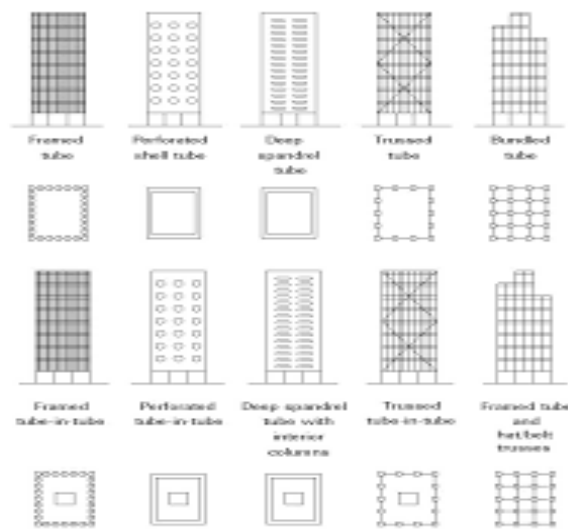 Framed
tube
Perforated
shell tube
Deep
spandrel
tube
Trussed
tube
Bundled
tube
Framed
tube-in-tube
Perforated
tube-in-tube
Deep spandrel
tube with
interior
columns
Trussed
tube-in-tube
Framed tube
and
hat/belt
trusses